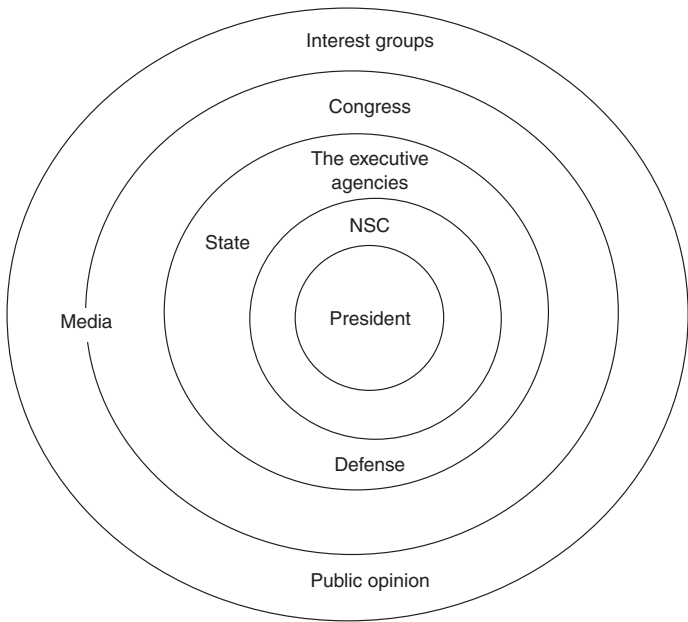 Interest groups
Congress
The executive
agencies
NSC
State
President
Media
Defense
Public opinion